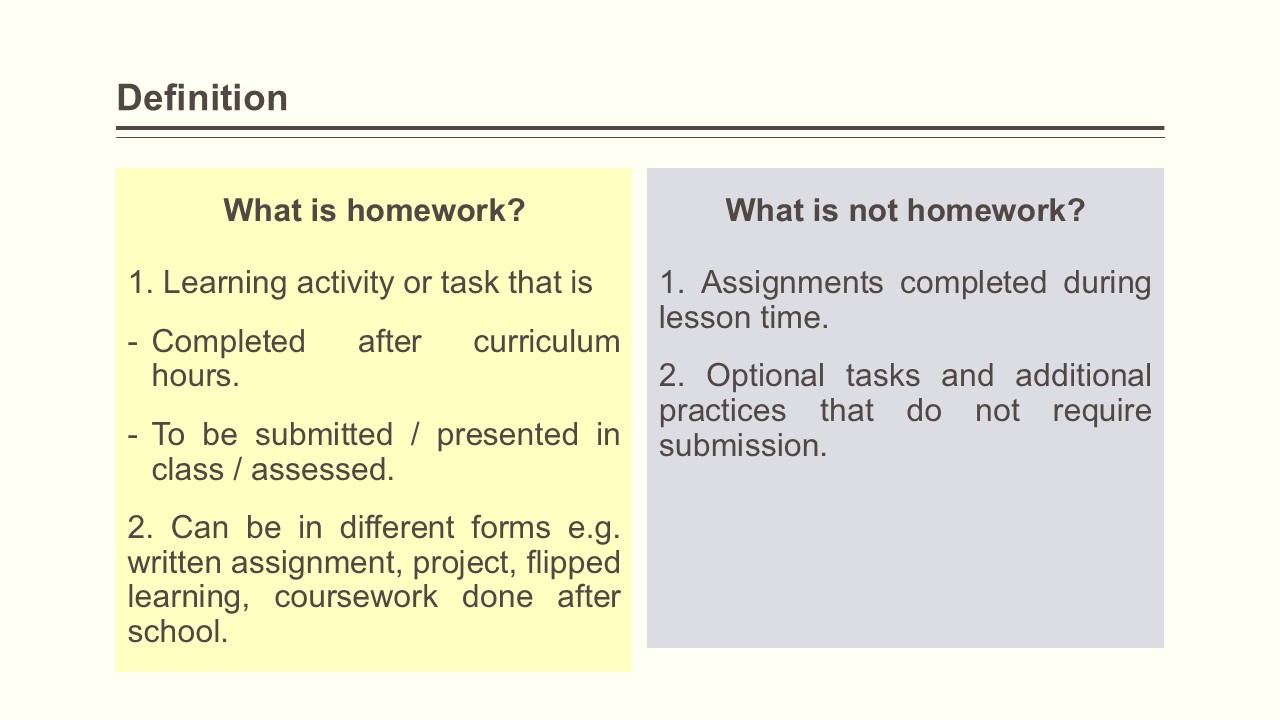 Definition
What is homework?
1. Learning activity or task that is
- Completed after curriculum
hours.
- To be submitted / presented in
class / assessed.
2. Can be in different forms e.g.
written assignment, project, flipped
learning, coursework done after
school.
What is not homework?
1. Assignments completed during
lesson time.
2. Optional tasks and additional
practices that do not require
submission.